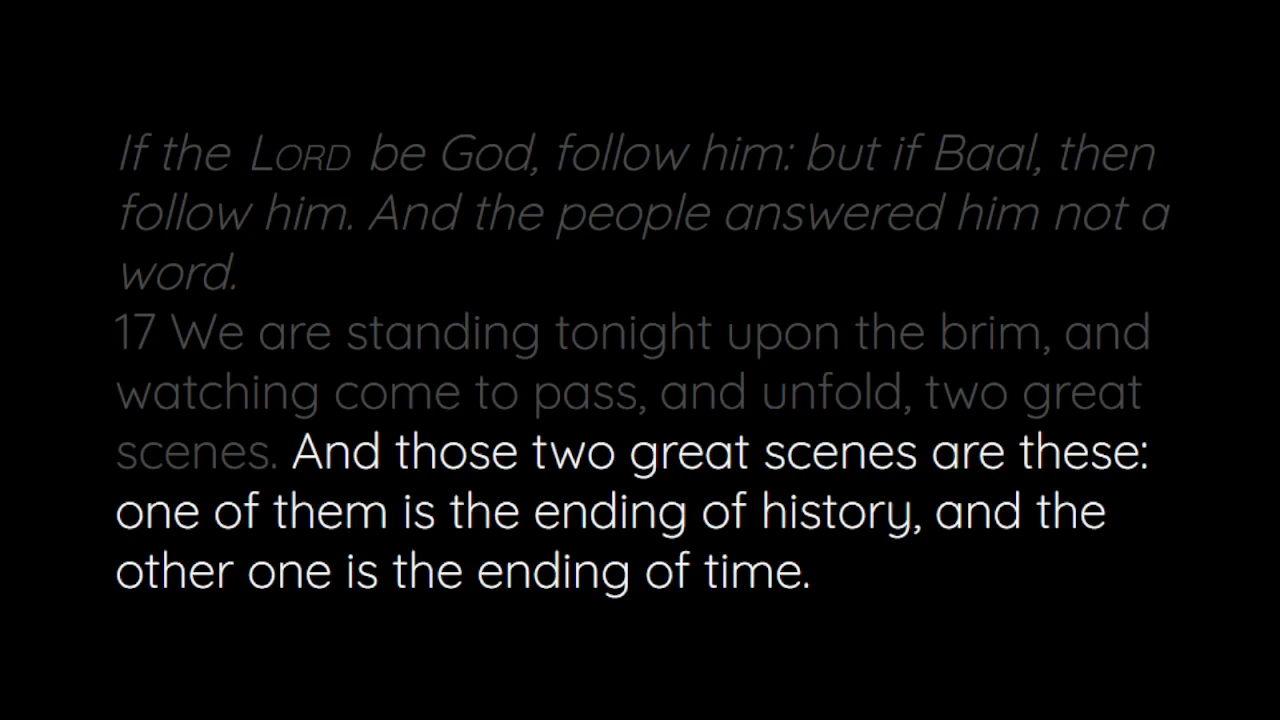 If the LORD be God, follow him: but if Baal, then
follow him. And the people answered him not a
word.
17 We are standing tonight upon the brim, and
watching come to pass, and unfold, two great
scenes. And those two great scenes are these:
one of them is the ending of history, and the
other one is the ending of time.